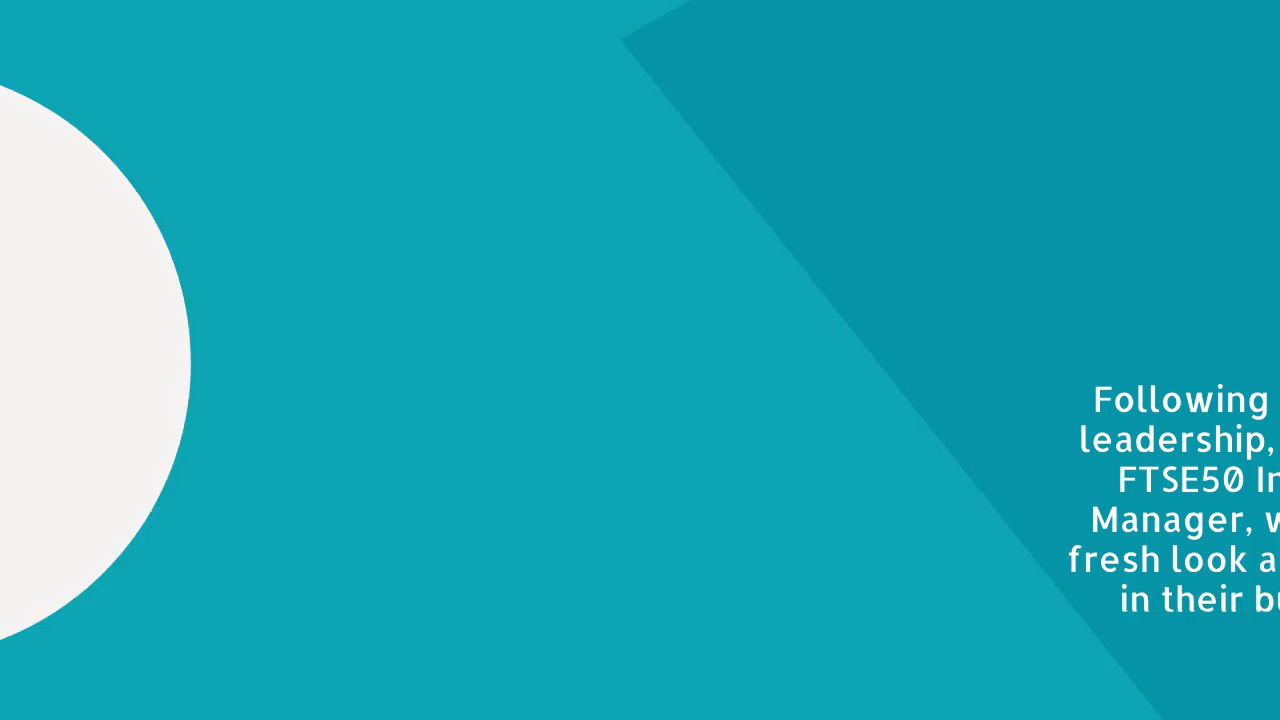 Following
leadership,
FTSE50
Manager,
fresh look
in their